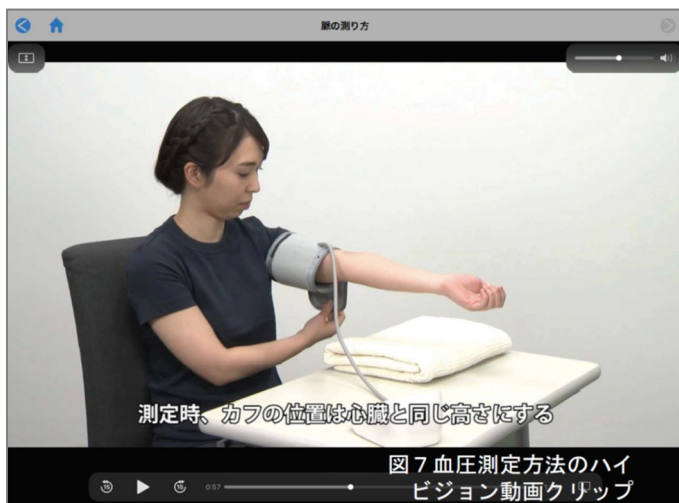 脈の測り方
測定時、カフの位置は心臓と同じ高さにする
図７血圧測定方法のハイ
ビジョン動画クリップ
15
15
0:57